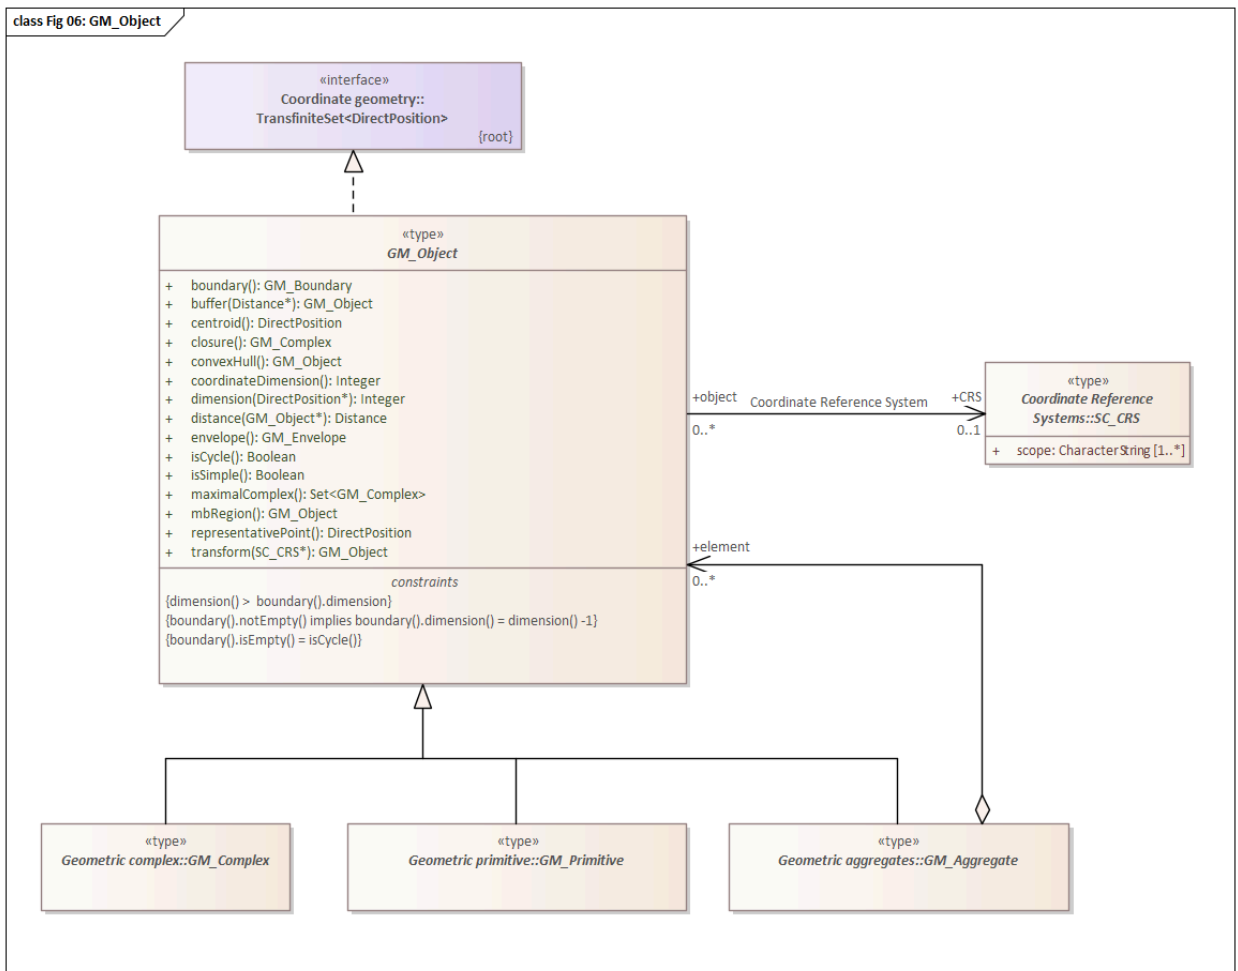 class Fig 06: GM_Object
«interface»
Coordinate geometry::
TransfiniteSet<DirectPosition>
{root}
«type»
GM_Object
+ boundary(): GM_Boundary
+ buffer(Distance*): GM_Object
+ centroid(): DirectPosition
+ closure(): GM_Complex
+ convexHull(): GM_Object
+ coordinateDimension(): Integer
+ dimension(DirectPosition*): Integer
+ distance(GM_Object*): Distance
+ envelope(): GM_Envelope
+ isCycle(): Boolean
+ isSimple(): Boolean
+ maximalComplex(): Set<GM_Complex>
+ mbRegion(): GM_Object
+ representativePoint(): DirectPosition
+ transform(SC_CRS*): GM_Object
constraints
{dimension() > boundary().dimension}
{boundary().notEmpty() implies boundary().dimension() = dimension() -1}
{boundary().isEmpty() = isCycle()}
+object
Coordinate Reference System
+CRS
0..*
0..1
«type»
Coordinate Reference
Systems::SC_CRS
+ scope: CharacterString [1..*]
+element
0..*
«type»
Geometric complex::GM_Complex
«type»
Geometric primitive::GM_Primitive
«type»
Geometric aggregates::GM_Aggregate